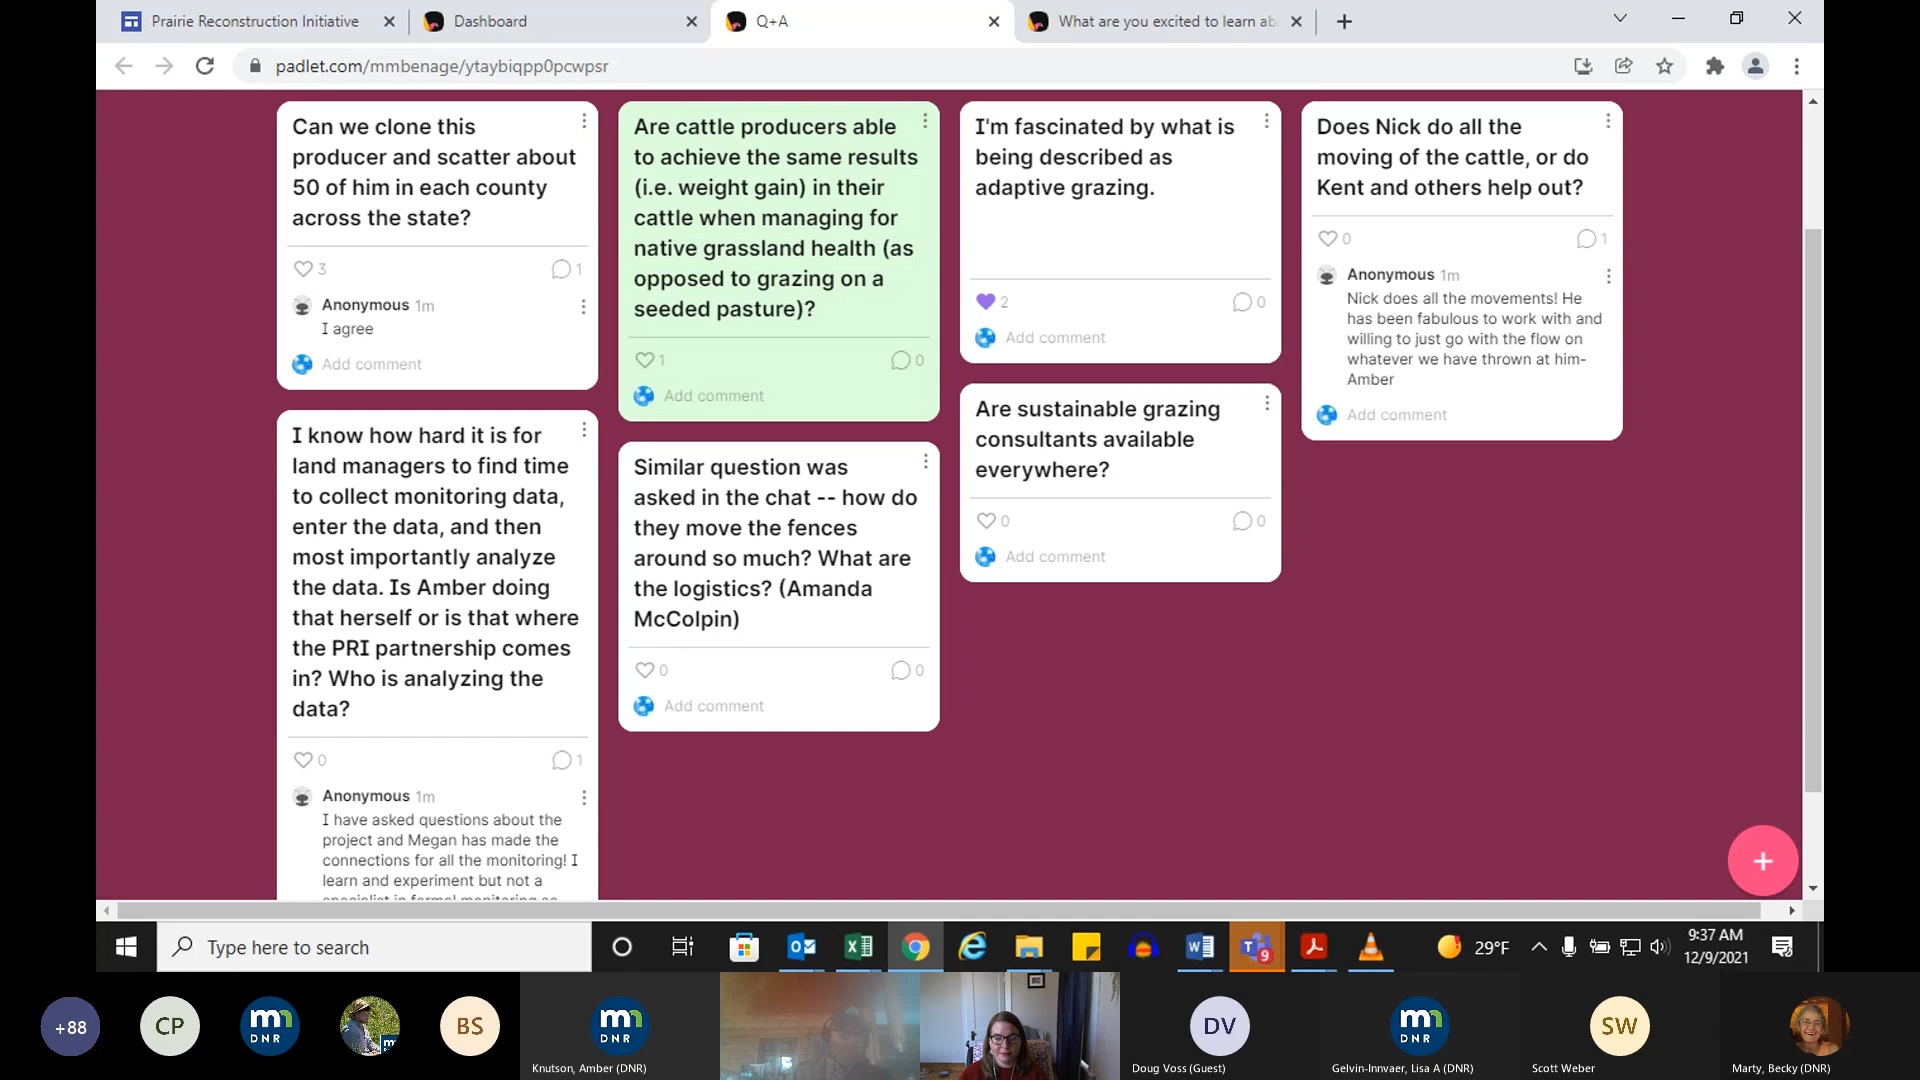 Prairie Reconstruction Initiative
Dashboard
Q+A
What are you excited to learn ab
padlet.com/mmbenage/ytaybiqpp0pcwpsr
Can we clone this
producer and scatter about
50 of him in each county
across the state?
3
1
Anonymous 1m
I agree
Add comment
I know how hard it is for
land managers to find time
to collect monitoring data,
enter the data, and then
most importantly analyze
the data. Is Amber doing
that herself or is that where
the PRI partnership comes
in? Who is analyzing the
data?
0
1
Anonymous 1m
I have asked questions about the
project and Megan has made the
connections for all the monitoring! I
learn and experiment but not a
Are cattle producers able
to achieve the same results
(i.e. weight gain) in their
cattle when managing for
native grassland health (as
opposed to grazing on a
seeded pasture)?
1
0
Add comment
Similar question was
asked in the chat -- how do
they move the fences
around so much? What are
the logistics? (Amanda
McColpin)
0
0
Add comment
I'm fascinated by what is
being described as
adaptive grazing.
2
0
Add comment
Are sustainable grazing
consultants available
everywhere?
0
0
Add comment
Does Nick do all the
moving of the cattle, or do
Kent and others help out?
0
1
Anonymous 1m
Nick does all the movements! He
has been fabulous to work with and
willing to just go with the flow on
whatever we have thrown at him-
Amber
Add comment
Type here to search
9
29°F
9:37 AM
12/9/2021
+88
CP
mn
DNR
BS
mn
DNR
Knutson, Amber (DNR)
DV
Doug Voss (Guest)
mn
DNR
Gelvin-Innvaer, Lisa A (DNR)
SW
Scott Weber
Marty, Becky (DNR)